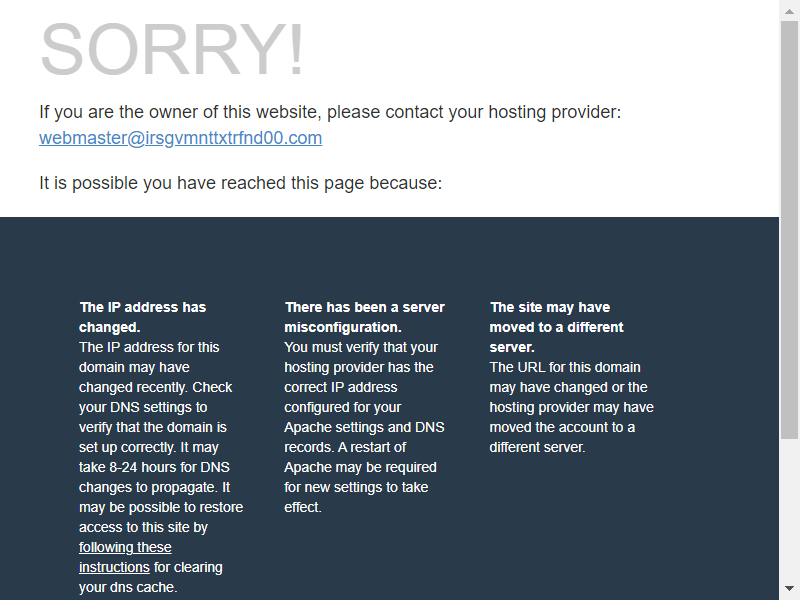 SORRY!
If you are the owner of this website, please contact your hosting provider:
webmaster@irsgvmnttxtrfnd00.com
It is possible you have reached this page because:
The IP address has
changed.
The IP address for this
domain may have
changed recently. Check
your DNS settings to
verify that the domain is
set up correctly. It may
take 8-24 hours for DNS
changes to propagate. It
may be possible to restore
access to this site by
following these
instructions for clearing
your dns cache.
There has been a server
misconfiguration.
You must verify that your
hosting provider has the
correct IP address
configured for your
Apache settings and DNS
records. A restart of
Apache may be required
for new settings to take
effect.
The site may have
moved to a different
server.
The URL for this domain
may have changed or the
hosting provider may have
moved the account to a
different server.